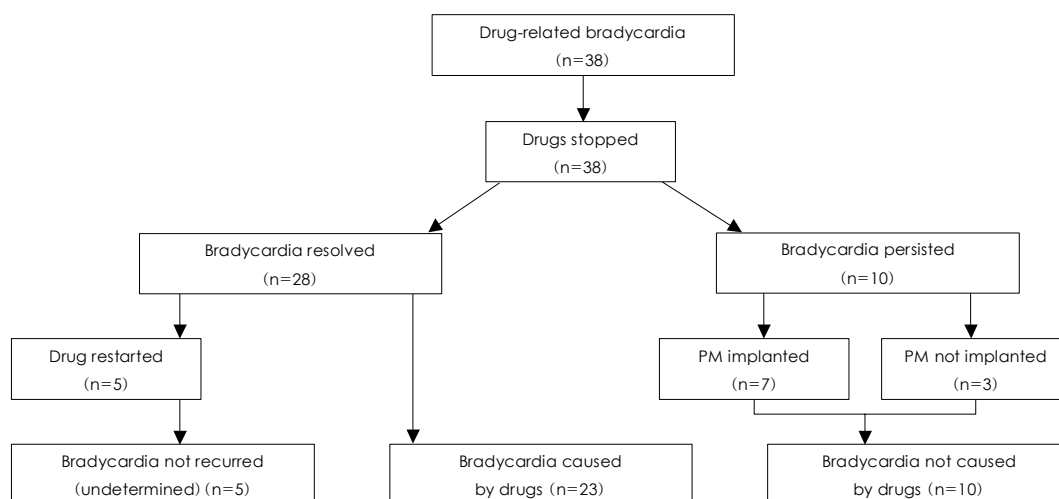 Drug-related bradycardia
(n=38)
Drugs stopped
(n=38)
Bradycardia resolved
(n=28)
Bradycardia persisted
(n=10)
Drug restarted
(n=5)
PM implanted
(n=7)
PM not implanted
(n=3)
Bradycardia not recurred
(undetermined) (n=5)
Bradycardia caused
by drugs (n=23)
Bradycardia not caused
by drugs (n=10)